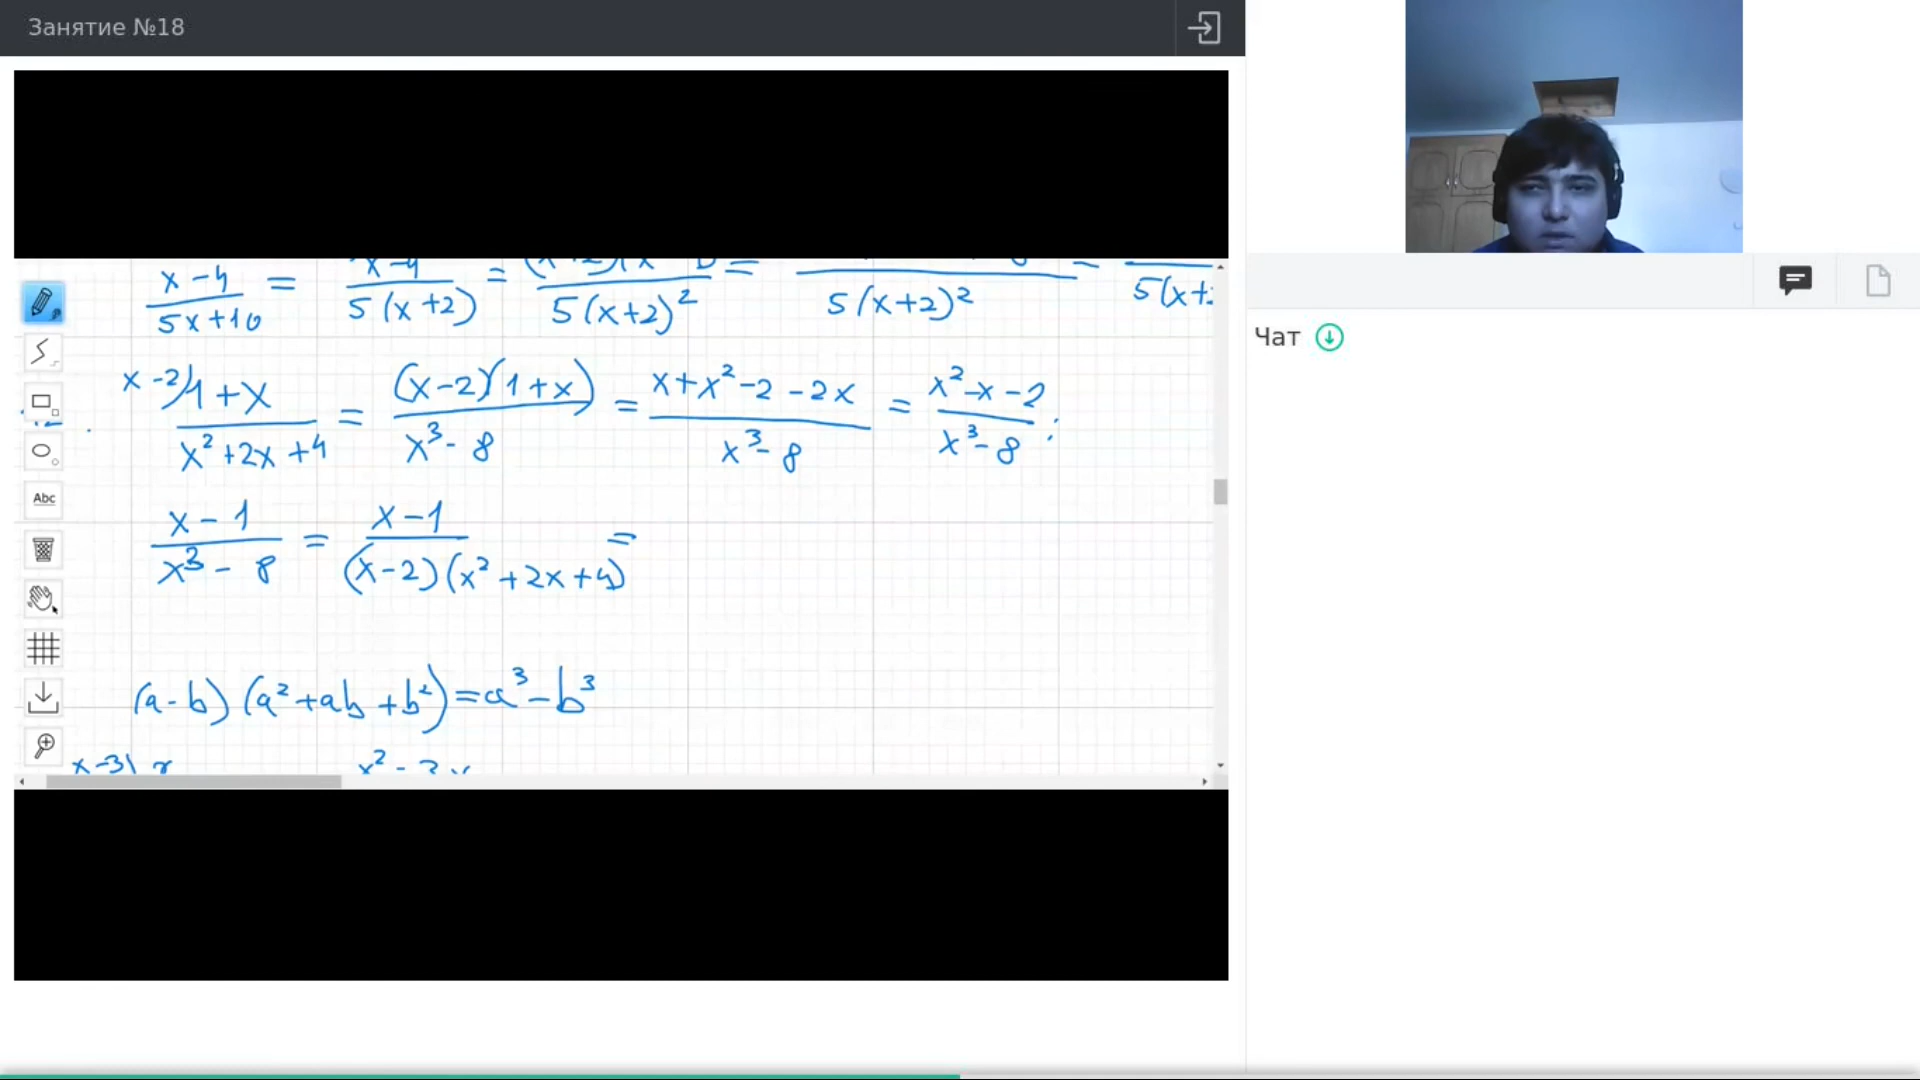 Занятие №18
x-4/5x+10 = x-4/5(x+2) = /5(x+2)² = /5(x+2)² = /5(x+
x-2) 1+x/x²+2x+4 = (x-2)(1+x)/x³-8 = x+x²-2-2x/x³-8 = x²-x-2/x³-8 ;
x-1/x³-8 = x-1/(x-2)(x²+2x+4) =
(a-b)(a²+ab+b²)=a³-b³
x-3)
Abc
Чат